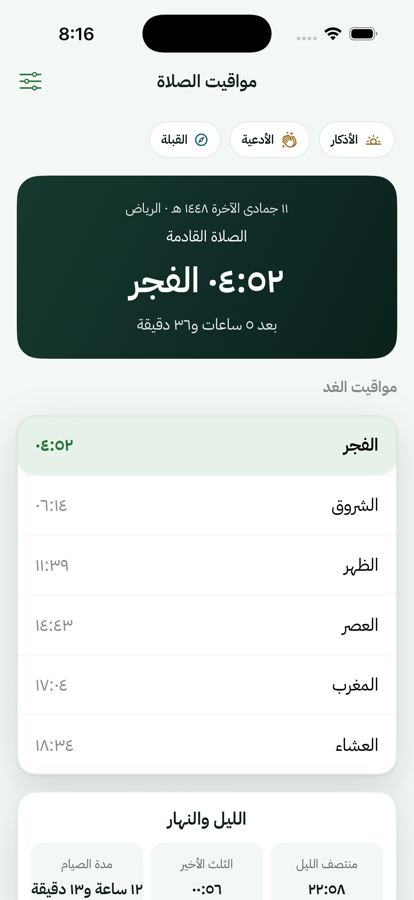 8:16
مواقيت الصلاة
الأذكار
الأدعية
القبلة
١١ جمادى الآخرة ١٤٤٨ هـ · الرياض
الصلاة القادمة
٠٤:٥٢ الفجر
بعد ٥ ساعات و٣٦ دقيقة
مواقيت الغد
الفجر ٠٤:٥٢
الشروق ٠٦:١٤
الظهر ١١:٣٩
العصر ١٤:٤٣
المغرب ١٧:٠٤
العشاء ١٨:٣٤
الليل والنهار
منتصف الليل
٢٢:٥٨
الثلث الأخير
٠٠:٥٦
مدة الصيام
١٢ ساعة و١٣ دقيقة